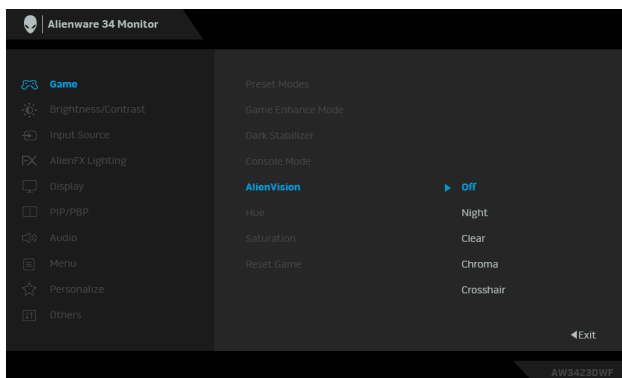 Alienware 34 Monitor
Game
Preset Modes
Brightness/Contrast
Game Enhance Mode
Input Source
Dark Stabilizer
AlienFX Lighting
Console Mode
Display
AlienVision
Off
PIP/PBP
Hue
Night
Audio
Saturation
Clear
Menu
Reset Game
Chroma
Personalize
Crosshair
Others
Exit
AW3423DWF